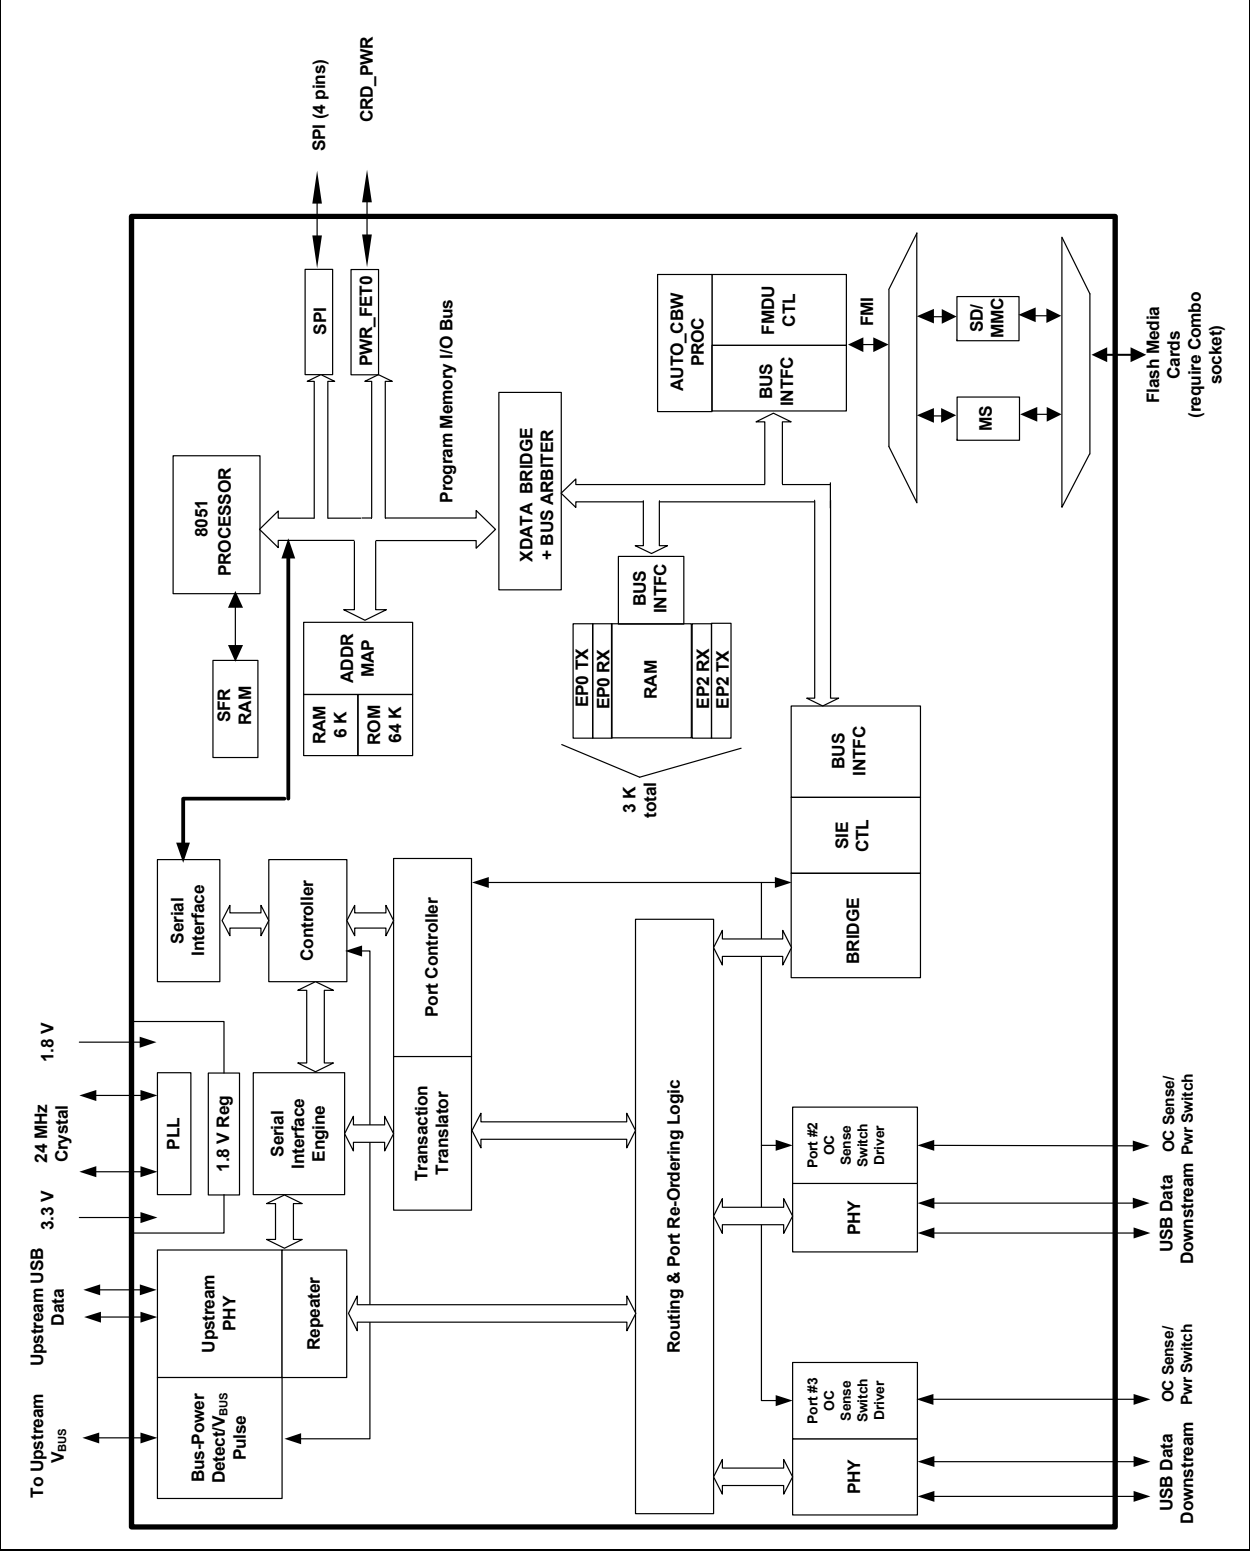 To Upstream
VBUS
Upstream USB
Data
3.3 V
24 MHz
Crystal
1.8 V
Bus-Power
Detect/VBUS
Pulse
Upstream
PHY
Repeater
PLL
1.8 V Reg
Serial
Interface
Engine
Serial
Interface
Controller
Transaction
Translator
Port Controller
SFR
RAM
8051
PROCESSOR
RAM
6 K
ROM
64 K
ADDR
MAP
SPI
PWR_FET0
SPI (4 pins)
CRD_PWR
Program Memory I/O Bus
XDATA BRIDGE
+ BUS ARBITER
3 K
total
EP0 TX
EP0 RX
RAM
EP2 RX
EP2 TX
BUS
INTFC
AUTO_CBW
PROC
BUS
INTFC
FMDU
CTL
FMI
MS
SD/
MMC
Flash Media
Cards
(require Combo
socket)
Routing & Port Re-Ordering Logic
BRIDGE
SIE
CTL
BUS
INTFC
PHY
Port #3
OC
Sense
Switch
Driver
PHY
Port #2
OC
Sense
Switch
Driver
USB Data
Downstream
OC Sense/
Pwr Switch
USB Data
Downstream
OC Sense/
Pwr Switch